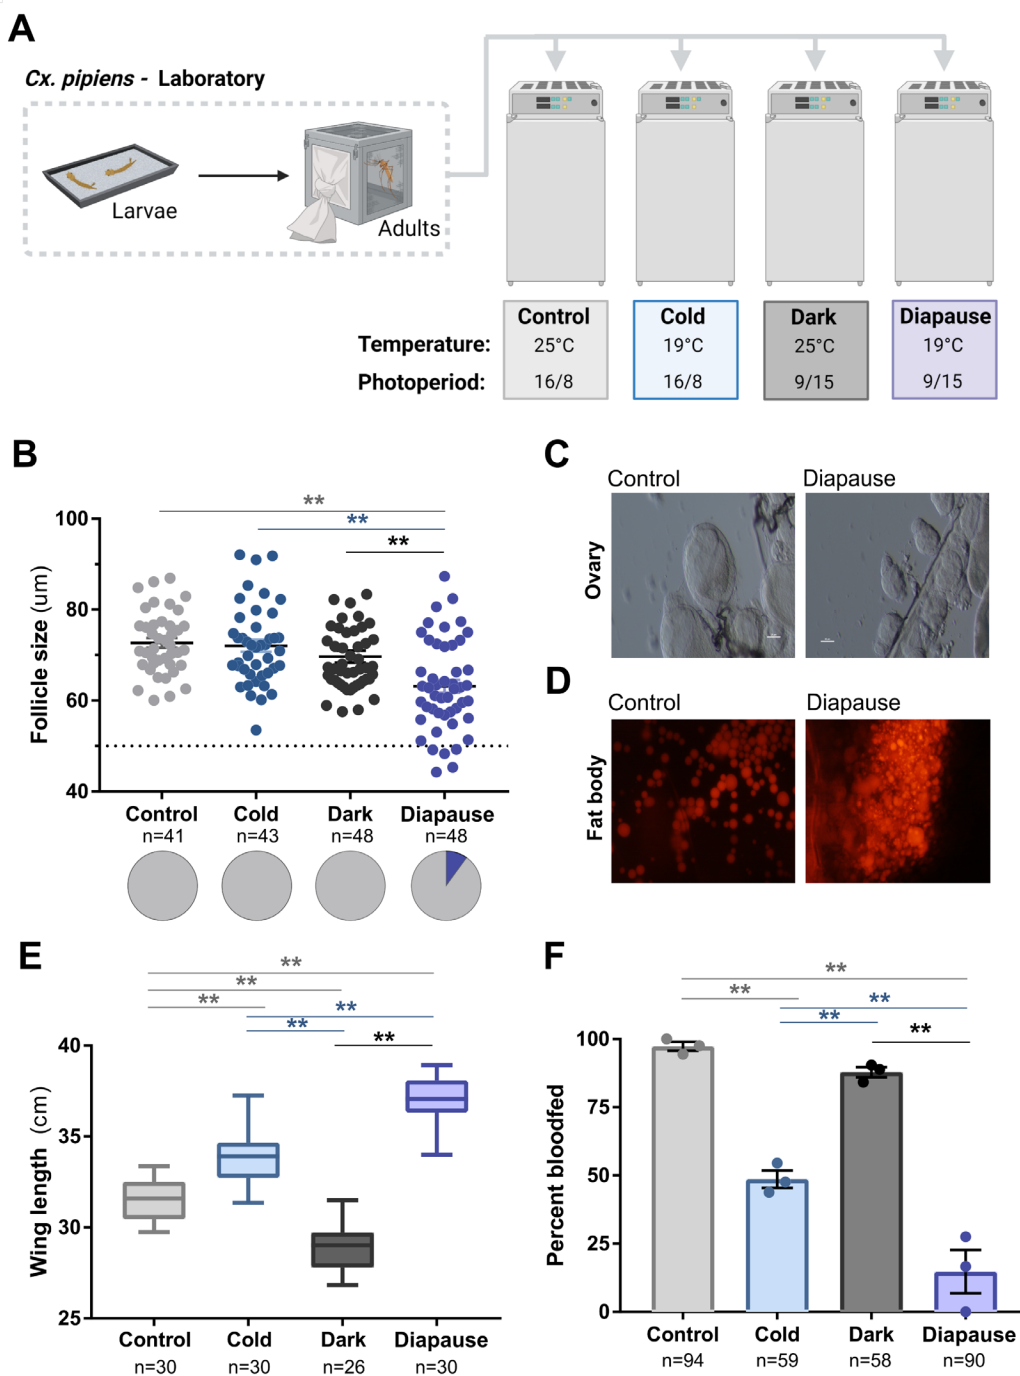 A
Cx. pipiens - Laboratory
Larvae
Adults
Control Cold Dark Diapause
Temperature: 25°C 19°C 25°C 19°C
Photoperiod: 16/8 16/8 9/15 9/15
B
**
**
**
Follicle size (um)
100
80
60
40
Control Cold Dark Diapause
n=41 n=43 n=48 n=48
C
Control Diapause
Ovary
D
Control Diapause
Fat body
E
**
**
**
**
**
**
Wing length (cm)
40
35
30
25
Control Cold Dark Diapause
n=30 n=30 n=26 n=30
F
**
**
**
**
**
Percent bloodfed
100
75
50
25
0
Control Cold Dark Diapause
n=94 n=59 n=58 n=90